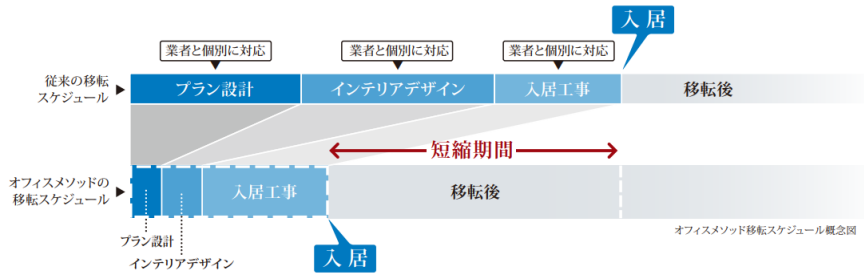 入居
業者と個別に対応 業者と個別に対応 業者と個別に対応
従来の移転
スケジュール
プラン設計 インテリアデザイン 入居工事 移転後
短縮期間
オフィスメソッドの
移転スケジュール
入居工事 移転後
プラン設計
インテリアデザイン
入居
オフィスメソッド移転スケジュール概念図